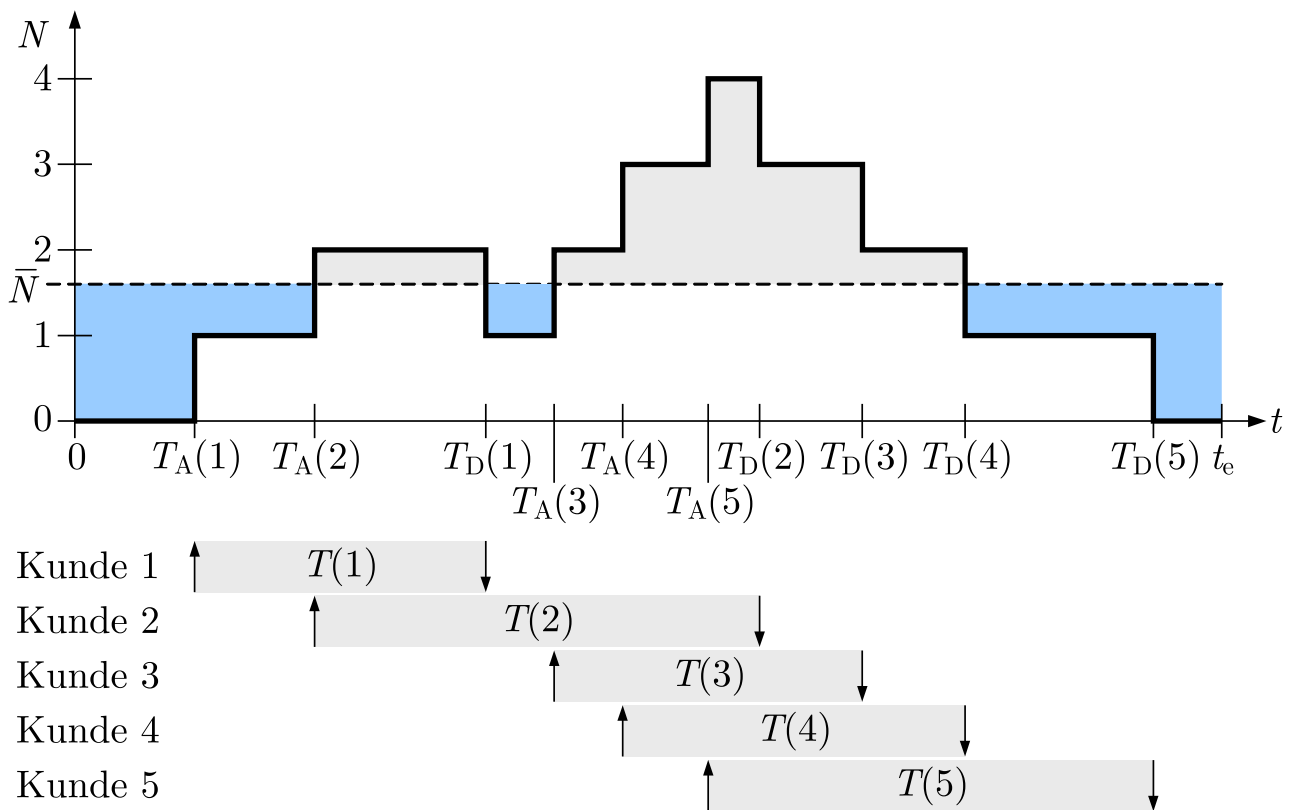 N
4
3
2
N̅
1
0
t
0 T_A(1) T_A(2) T_D(1) T_A(4) T_D(2) T_D(3) T_D(4) T_D(5) t_e
T_A(3) T_A(5)
Kunde 1 T(1)
Kunde 2 T(2)
Kunde 3 T(3)
Kunde 4 T(4)
Kunde 5 T(5)